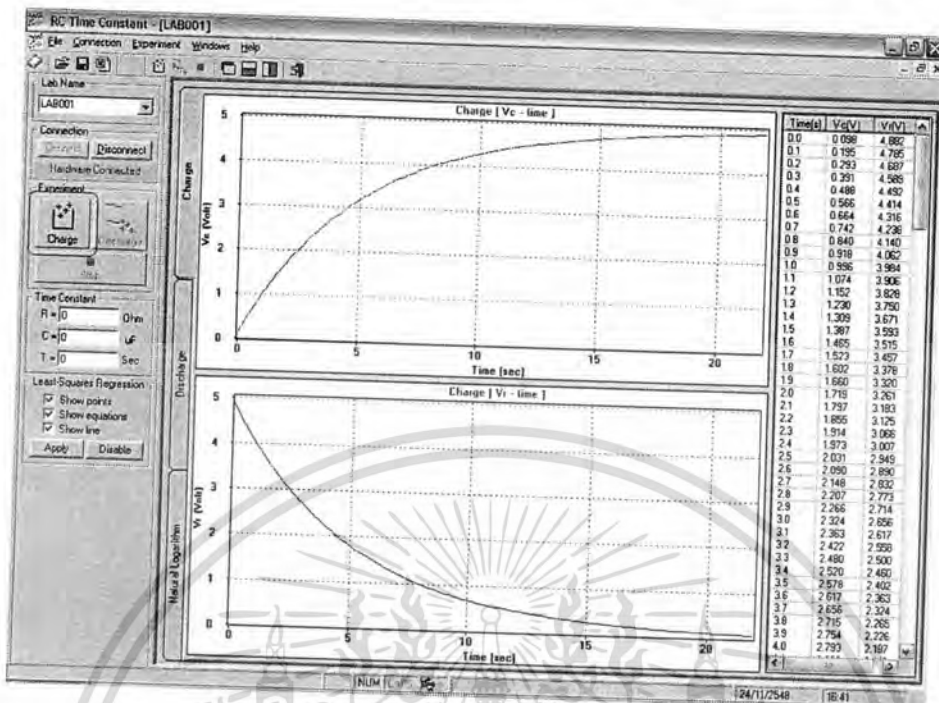 RC Time Constant - [LAB001]
File Connection Experiment Windows Help
Lab Name
LAB001
Connection
Connect Disconnect
Hardware Connected
Experiment
Charge
Stop
Time Constant
R = 0 Ohm
C = 0 uF
T = 0 Sec
Least-Squares Regression
Show points
Show equations
Show line
Apply Disable
Charge
Discharge
Natural Logarithm
Charge [ Vc - time ]
Vc (Volt)
5
4
3
2
1
0
0 5 10 15 20
Time [sec]
Charge [ Vr - time ]
Vr (Volt)
5
4
3
2
1
0
0 5 10 15 20
Time [sec]
Time[s] Vc(V) Vr(V)
0.0 0.098 4.882
0.1 0.195 4.785
0.2 0.293 4.687
0.3 0.391 4.589
0.4 0.488 4.492
0.5 0.566 4.414
0.6 0.664 4.316
0.7 0.742 4.238
0.8 0.840 4.140
0.9 0.918 4.062
1.0 0.996 3.984
1.1 1.074 3.906
1.2 1.152 3.828
1.3 1.230 3.750
1.4 1.309 3.671
1.5 1.387 3.593
1.6 1.465 3.515
1.7 1.523 3.457
1.8 1.602 3.378
1.9 1.660 3.320
2.0 1.719 3.261
2.1 1.797 3.183
2.2 1.855 3.125
2.3 1.914 3.066
2.4 1.973 3.007
2.5 2.031 2.949
2.6 2.090 2.890
2.7 2.148 2.832
2.8 2.207 2.773
2.9 2.266 2.714
3.0 2.324 2.656
3.1 2.363 2.617
3.2 2.422 2.558
3.3 2.480 2.500
3.4 2.520 2.460
3.5 2.578 2.402
3.6 2.617 2.363
3.7 2.656 2.324
3.8 2.715 2.265
3.9 2.754 2.226
4.0 2.793 2.187
NUM CAPS
24/11/2548 16:41